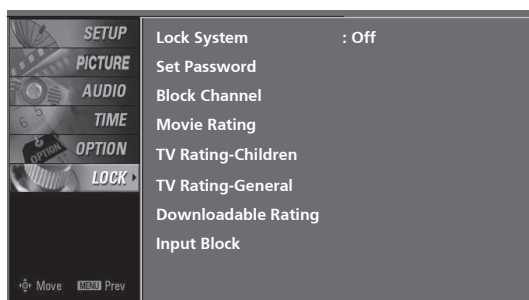 SETUP
PICTURE
AUDIO
TIME
OPTION
LOCK
Move MENU Prev
Lock System : Off
Set Password
Block Channel
Movie Rating
TV Rating-Children
TV Rating-General
Downloadable Rating
Input Block